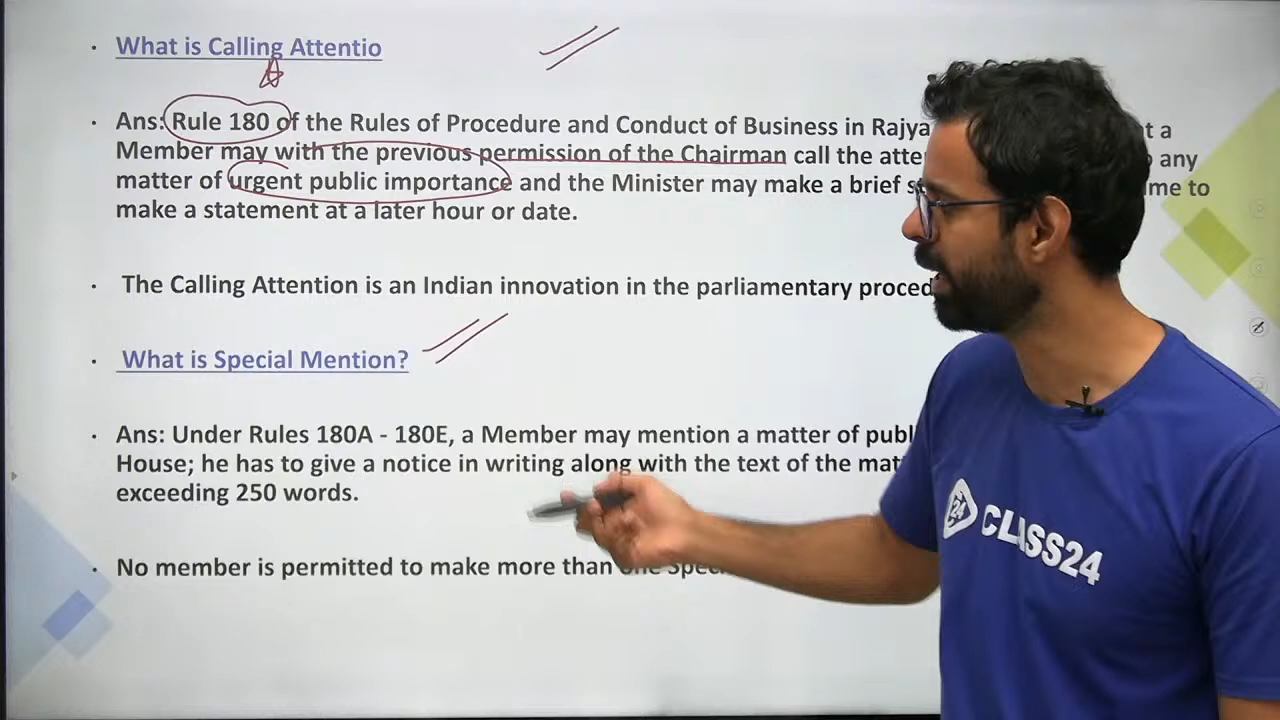 • What is Calling Attentio
• Ans: Rule 180 of the Rules of Procedure and Conduct of Business in Rajya t a
Member may with the previous permission of the Chairman call the any
matter of urgent public importance and the Minister may make a brief me to
make a statement at a later hour or date.
• The Calling Attention is an Indian innovation in the parliamentary
• What is Special Mention?
• Ans: Under Rules 180A - 180E, a Member may mention a matter of
House; he has to give a notice in writing along with the text of the
exceeding 250 words.
• No member is permitted to make more than
24 CLASS24